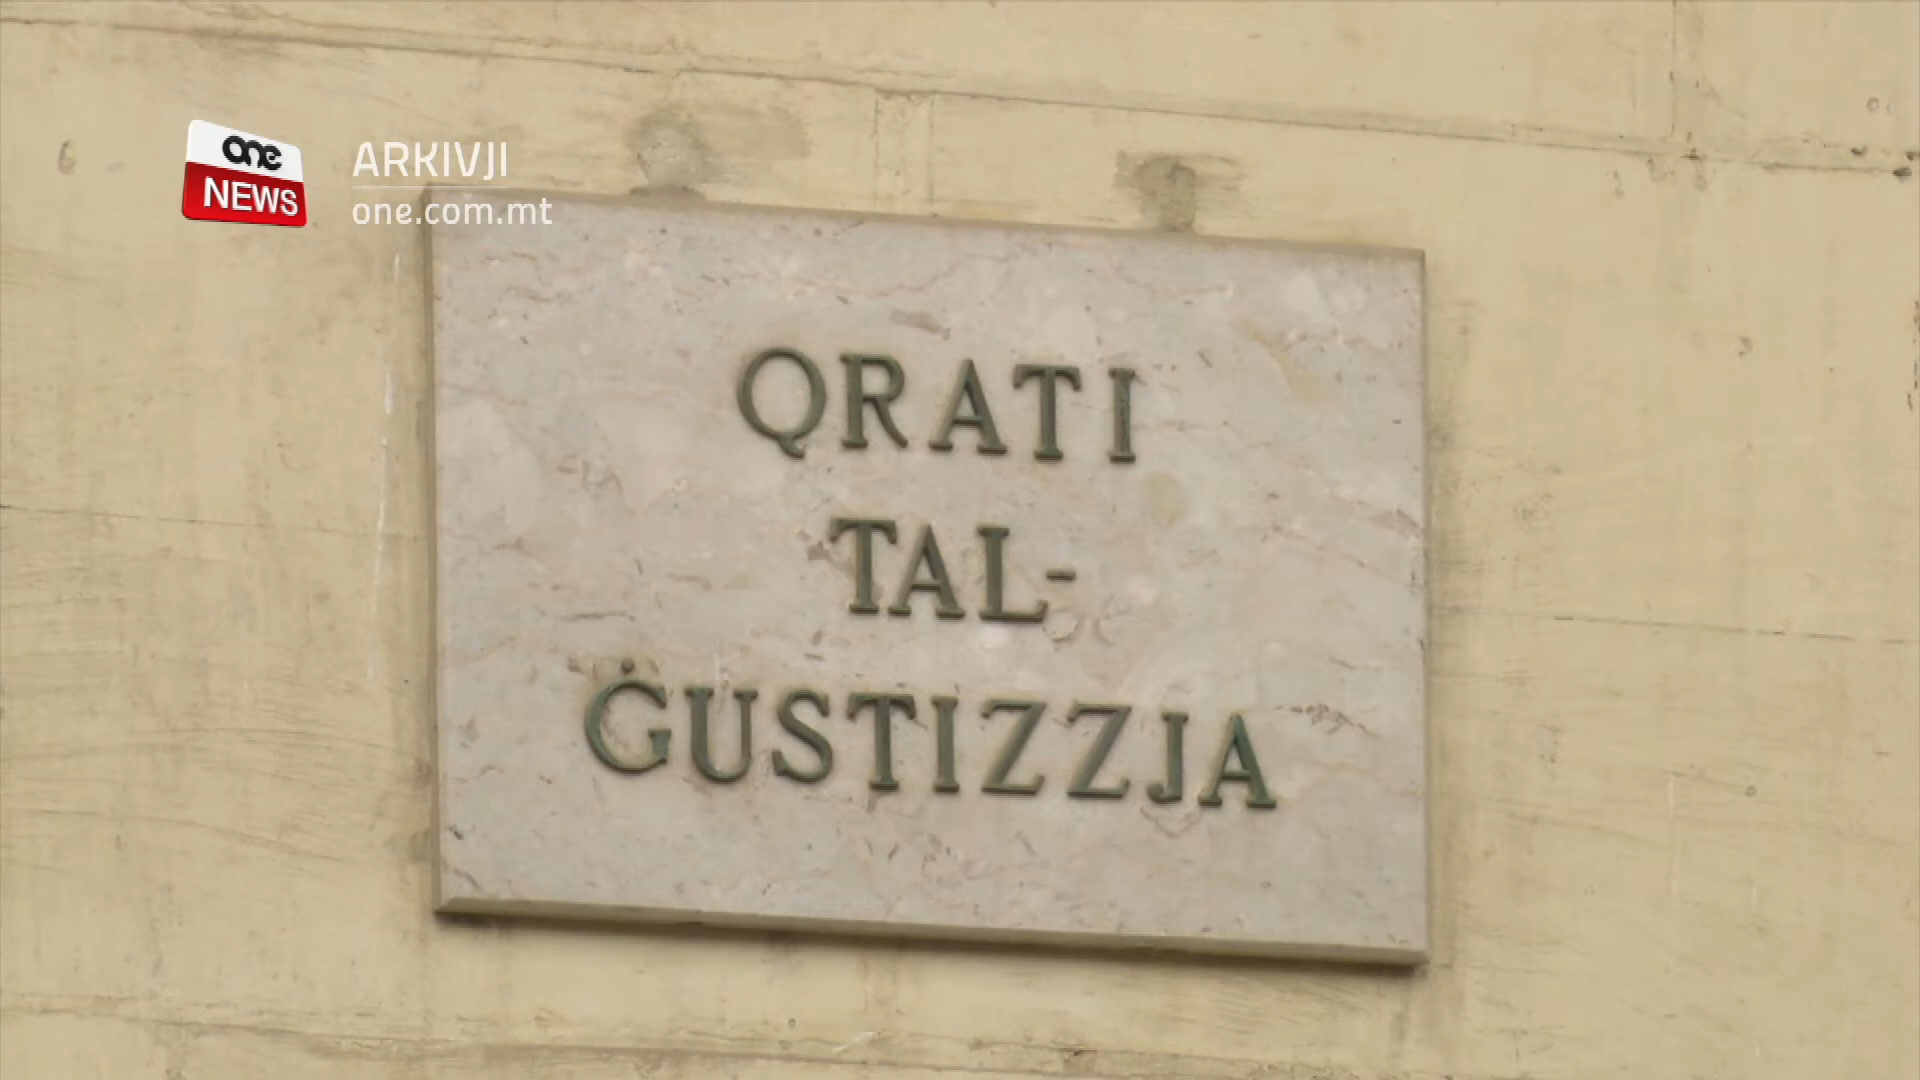 one
NEWS
ARKIVJI
one.com.mt
QRATI
TAL-
ĠUSTIZZJA